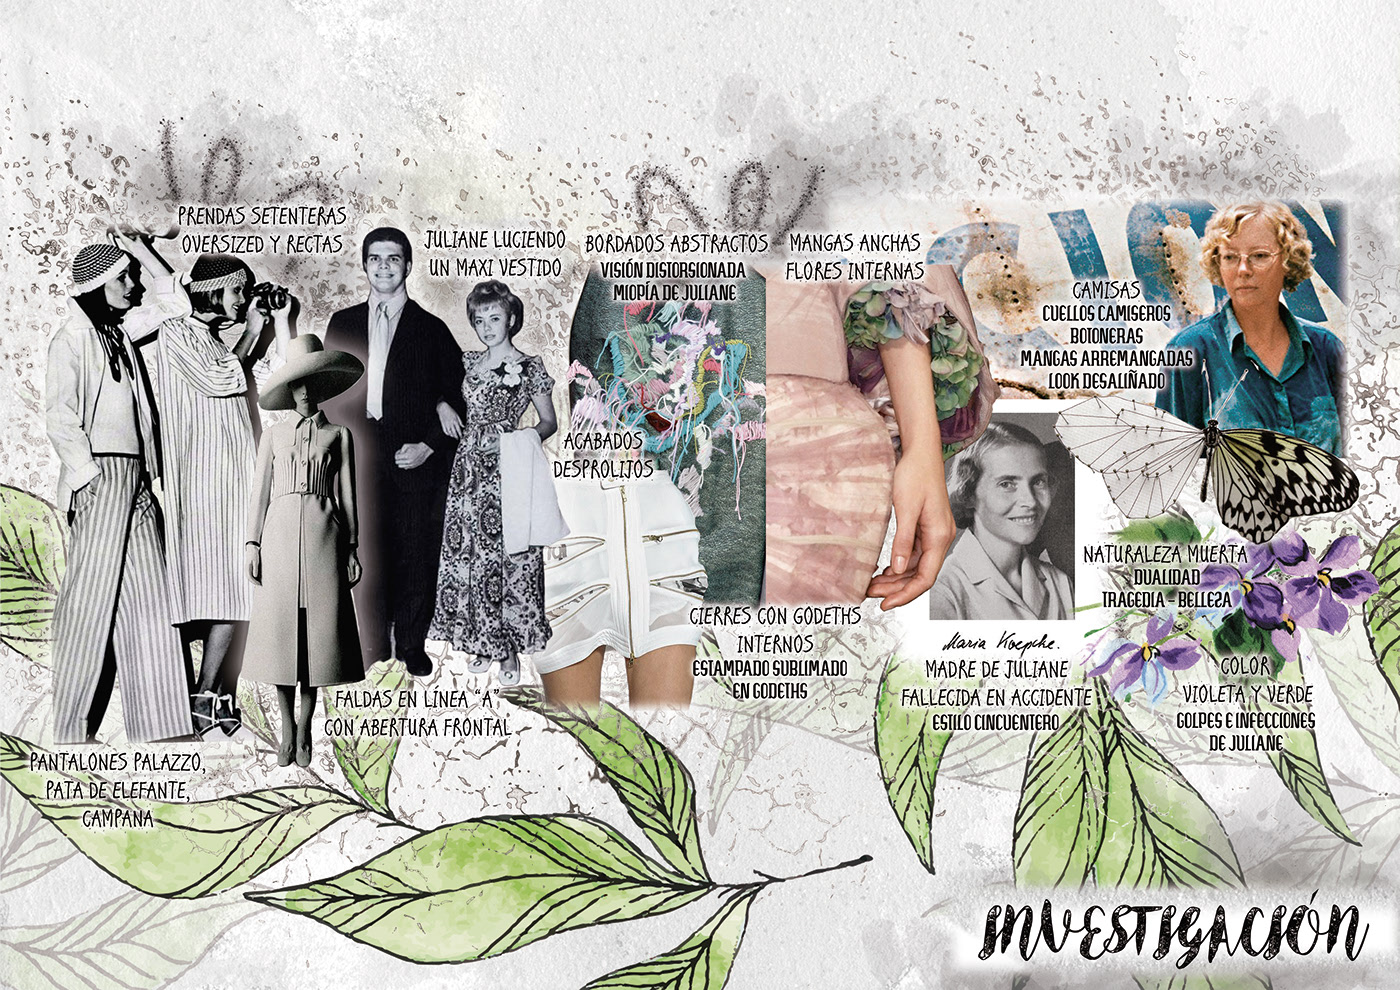 PRENDAS SETENTERAS
OVERSIZED Y RECTAS
JULIANE LUCIENDO
UN MAXI VESTIDO
BORDADOS ABSTRACTOS
VISIÓN DISTORSIONADA
MIOPÍA DE JULIANE
MANGAS ANCHAS
FLORES INTERNAS
CAMISAS
CUELLOS CAMISEROS
BOTONERAS
MANGAS ARREMANGADAS
LOOK DESALIÑADO
ACABADOS
DESPROLIJOS
NATURALEZA MUERTA
DUALIDAD
TRAGEDIA - BELLEZA
CIERRES CON GODETHS
INTERNOS
ESTAMPADO SUBLIMADO
EN GODETHS
Maria Koepcke.
MADRE DE JULIANE
FALLECIDA EN ACCIDENTE
ESTILO CINCUENTERO
COLOR
VIOLETA Y VERDE
GOLPES E INFECCIONES
DE JULIANE
FALDAS EN LÍNEA "A"
CON ABERTURA FRONTAL
PANTALONES PALAZZO,
PATA DE ELEFANTE,
CAMPANA
INVESTIGACIÓN